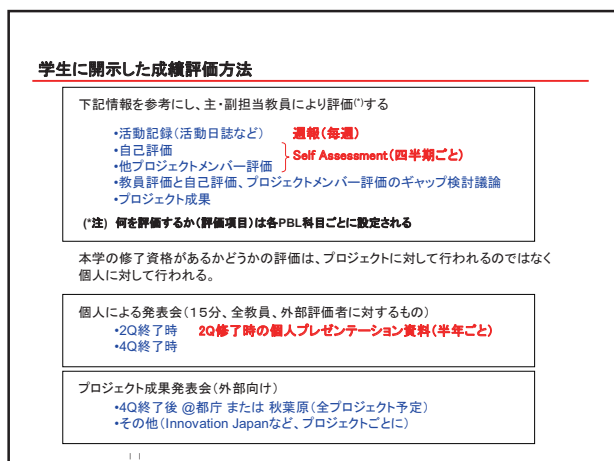 学生に開示した成績評価方法
下記情報を参考にし、主・副担当教員により評価(*)する
•活動記録(活動日誌など) 週報(毎週)
•自己評価
Self Assessment(四半期ごと)
•他プロジェクトメンバー評価
•教員評価と自己評価、プロジェクトメンバー評価のギャップ検討議論
•プロジェクト成果
(*注) 何を評価するか(評価項目)は各PBL科目ごとに設定される
本学の修了資格があるかどうかの評価は、プロジェクトに対して行われるのではなく
個人に対して行われる。
個人による発表会(15分、全教員、外部評価者に対するもの)
•2Q終了時 2Q修了時の個人プレゼンテーション資料(半年ごと)
•4Q終了時
プロジェクト成果発表会(外部向け)
•4Q終了後 @都庁 または 秋葉原(全プロジェクト予定)
•その他(Innovation Japanなど、プロジェクトごとに)